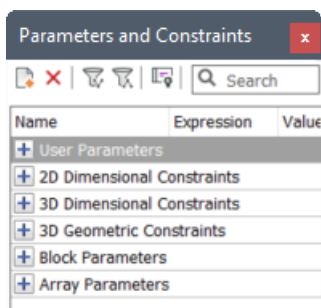 Parameters and Constraints x
Search
Name Expression Value
User Parameters
2D Dimensional Constraints
3D Dimensional Constraints
3D Geometric Constraints
Block Parameters
Array Parameters